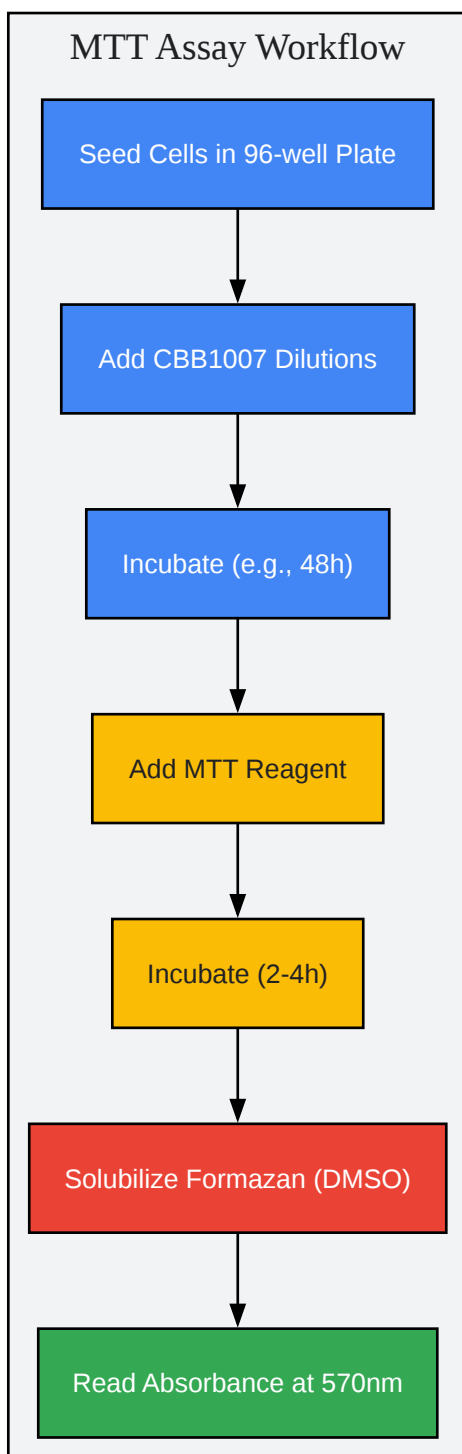 MTT Assay Workflow
Seed Cells in 96-well Plate
Add CBB1007 Dilutions
Incubate (e.g., 48h)
Add MTT Reagent
Incubate (2-4h)
Solubilize Formazan (DMSO)
Read Absorbance at 570nm